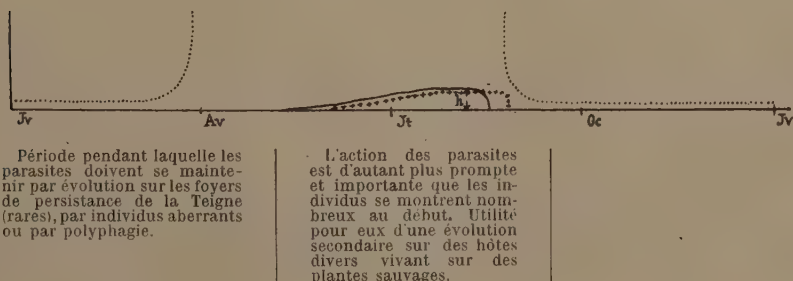 h
Jv Av Jt Oc Jv
Période pendant laquelle les
parasites doivent se mainte-
nir par évolution sur les foyers
de persistance de la Teigne
(rares), par individus aberrants
ou par polyphagie.
L'action des parasites
est d'autant plus prompte
et importante que les in-
dividus se montrent nom-
breux au début. Utilité
pour eux d'une évolution
secondaire sur des hôtes
divers vivant sur des
plantes sauvages.